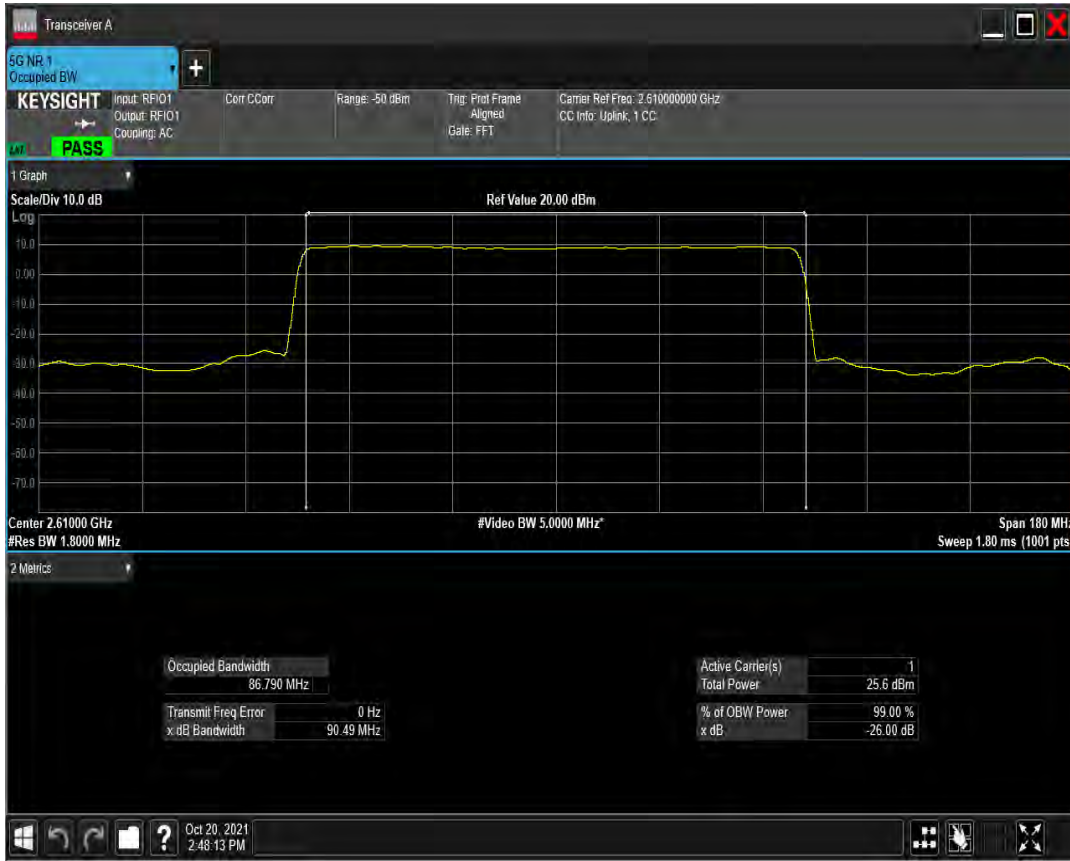 Transceiver A
5G NR 1
Occupied BW
+
KEYSIGHT
Input: RFIO1
Output: RFIO1
Coupling: AC
Corr CCorr
Range: -50 dBm
Trig: Prot Frame
Aligned
Gate: FFT
Carrier Ref Freq: 2.610000000 GHz
CC Info: Uplink, 1 CC
PASS
1 Graph
Scale/Div 10.0 dB
Ref Value 20.00 dBm
Log
10.0
0.00
-10.0
-20.0
-30.0
-40.0
-50.0
-60.0
-70.0
Center 2.61000 GHz
#Video BW 5.0000 MHz*
Span 180 MHz
#Res BW 1.8000 MHz
Sweep 1.80 ms (1001 pts
2 Metrics
Occupied Bandwidth
86.790 MHz
Transmit Freq Error 0 Hz
x dB Bandwidth 90.49 MHz
Active Carrier(s) 1
Total Power 25.6 dBm
% of OBW Power 99.00 %
x dB -26.00 dB
?
Oct 20, 2021
2:48:13 PM